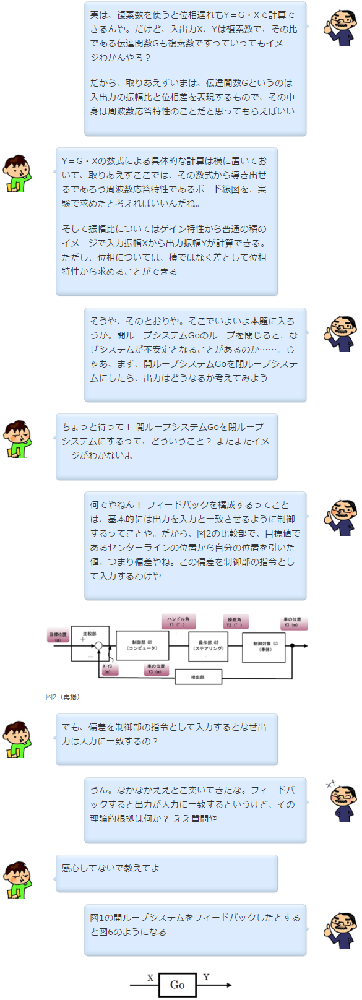 実は、複素数を使うと位相遅れもY＝G・Xで計算で
きるんや。だけど、入出力X、Yは複素数で、その比
である伝達関数Gも複素数ですっていってもイメー
ジわかんやろ？
だから、取りあえずいまは、伝達関数Gというのは
入出力の振幅比と位相差を表現するもので、その中
身は周波数応答特性のことだと思ってもらえばいい
Y＝G・Xの数式による具体的な計算は横に置いてお
いて、取りあえずここでは、その数式から導き出せ
るであろう周波数応答特性であるボード線図を、実
験で求めたと考えればいいんだね。
そして振幅比についてはゲイン特性から普通の積の
イメージで入力振幅Xから出力振幅Yが計算できる。
ただし、位相については、積ではなく差として位相
特性から求めることができる
そうや、そのとおりや。そこでいよいよ本題に入ろ
うか。開ループシステムGoのループを閉じると、な
ぜシステムが不安定となることがあるのか……。じ
ゃあ、まず、開ループシステムGoを閉ループシステ
ムにしたら、出力はどうなるか考えてみよう
ちょっと待って！ 開ループシステムGoを閉ループ
システムにするって、どういうこと？ またまたイメ
ージがわかないよ
何でやねん！ フィードバックを構成するってこと
は、基本的には出力を入力と一致させるように制御
するってことや。だから、図2の比較部で、目標値で
あるセンターラインの位置から自分の位置を引いた
値、つまり偏差やね。この偏差を制御部の指令とし
て入力するわけや
目標位置
（m）
比較部
＋
－
X-Y3
（m）
制御部 G1
（コンピュータ）
ハンドル角
Y1（°）
操作部 G2
（ステアリング）
操舵角
Y2（°）
制御対象 G3
（車体）
車の位置
Y3（m）
車の位置
Y3（m）
検出部
図2（再掲）
でも、偏差を制御部の指令として入力するとなぜ出
力は入力に一致するの？
うん。なかなかええとこ突いてきたな。フィードバ
ックすると出力が入力に一致するというけど、その
理論的根拠は何か？ ええ質問や
感心してないで教えてよー
図1の開ループシステムをフィードバックしたとする
と図6のようになる
X
Go
Y